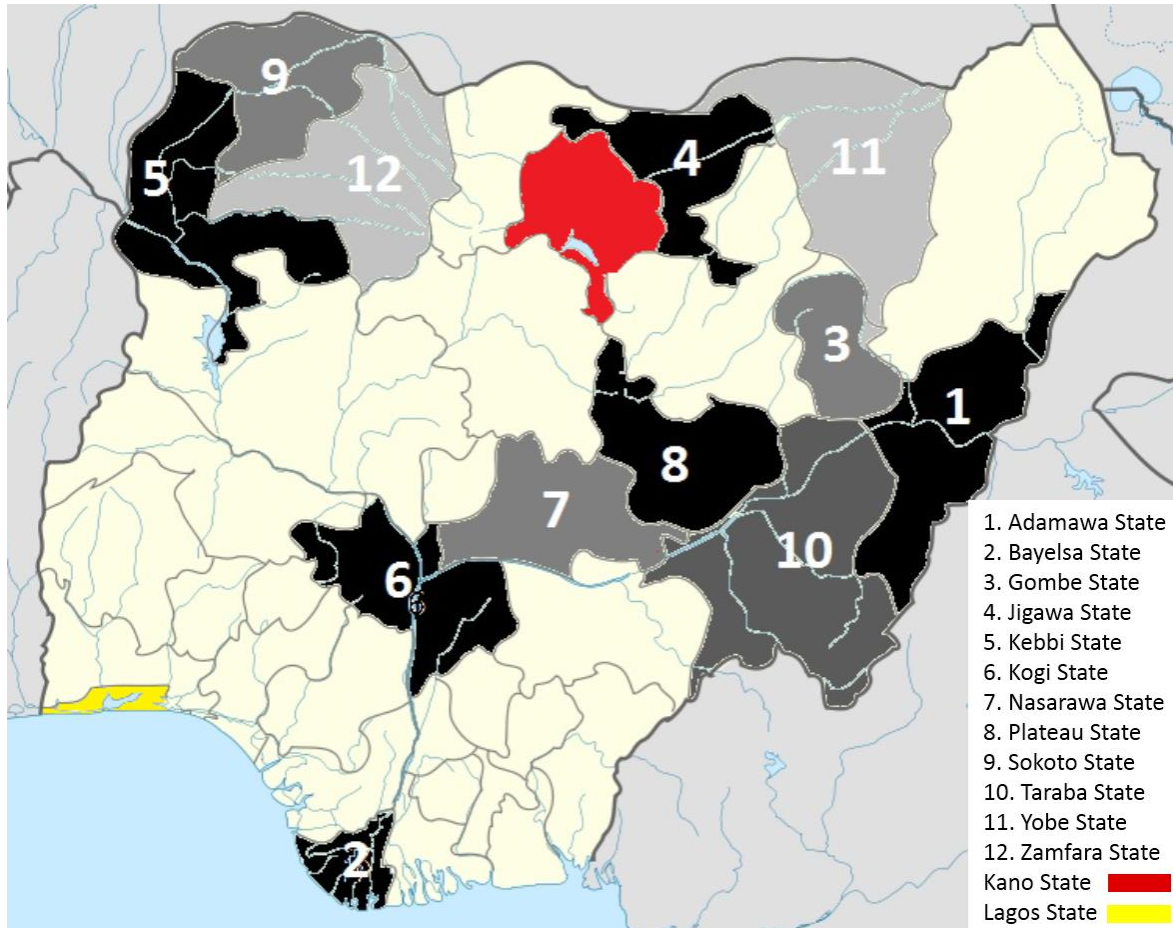 9
5
12
4
11
3
1
8
7
10
6
2
1. Adamawa State
2. Bayelsa State
3. Gombe State
4. Jigawa State
5. Kebbi State
6. Kogi State
7. Nasarawa State
8. Plateau State
9. Sokoto State
10. Taraba State
11. Yobe State
12. Zamfara State
Kano State
Lagos State